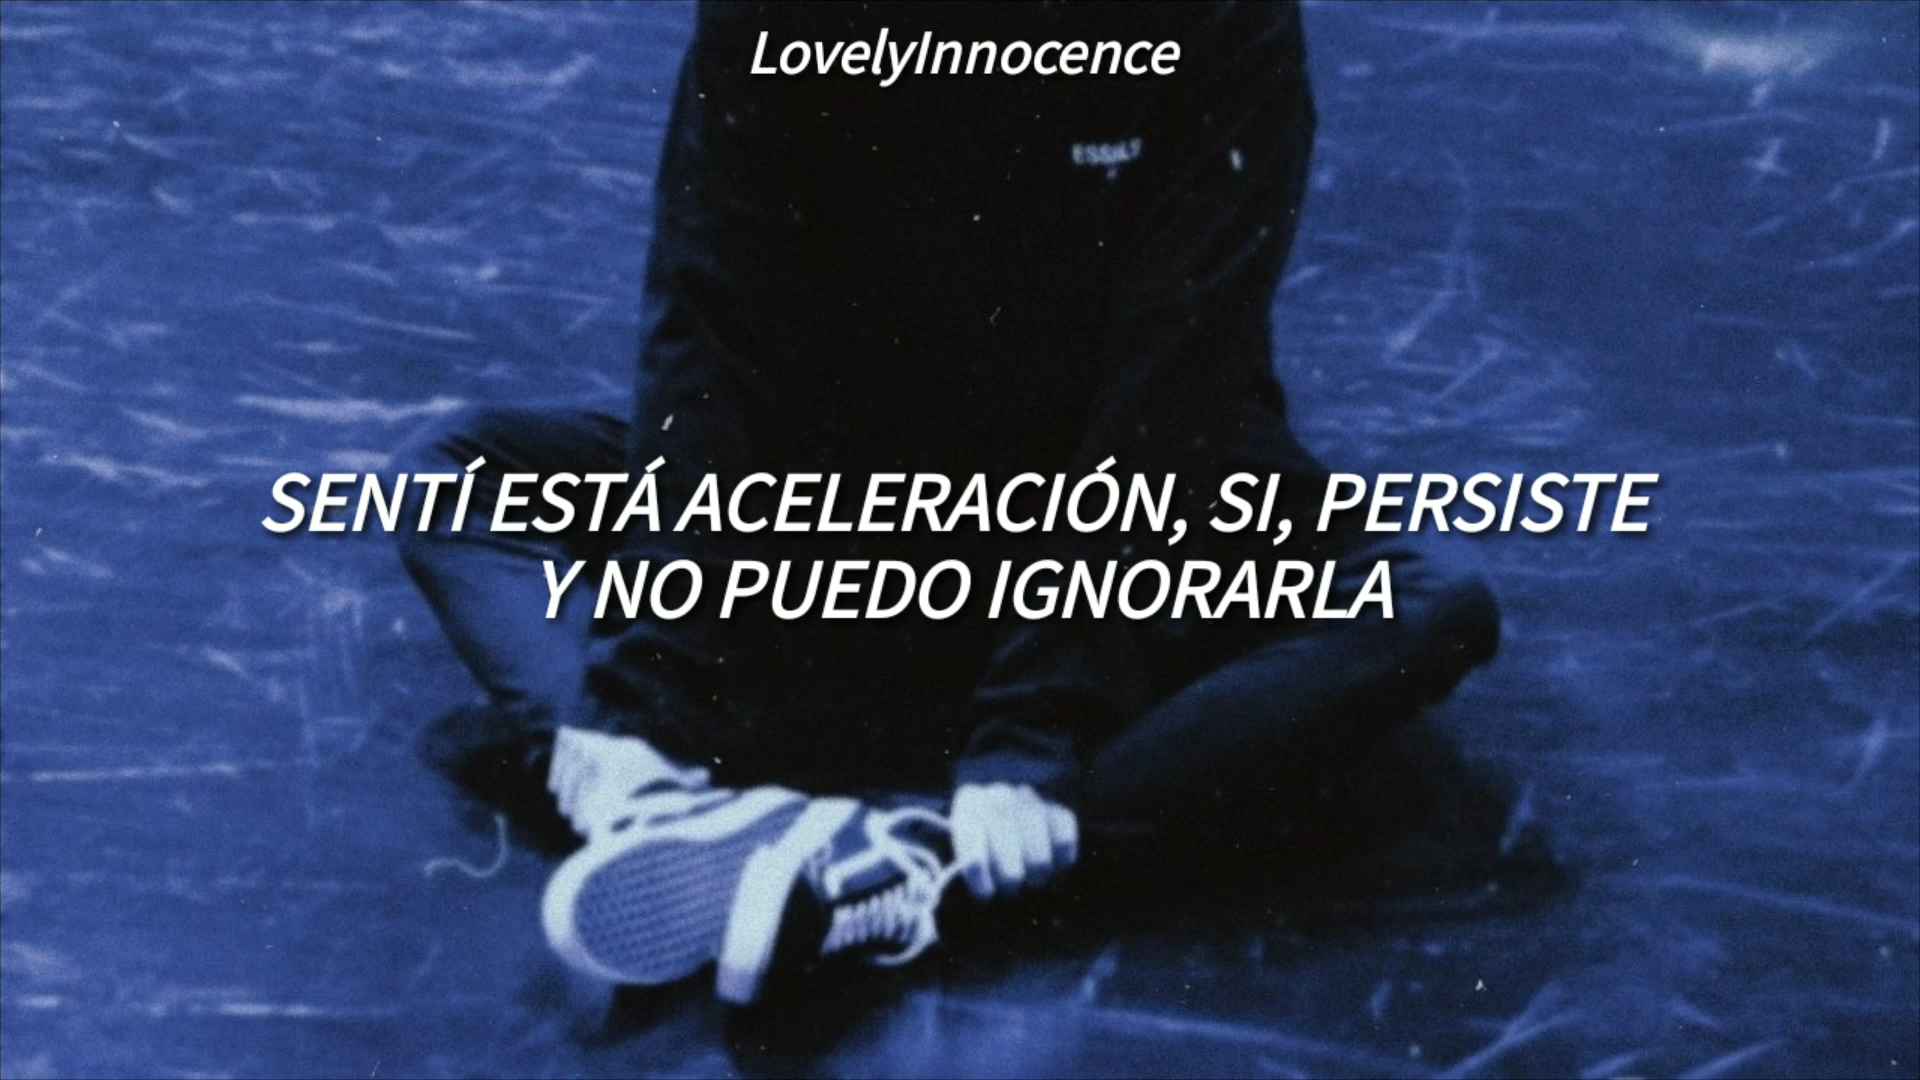 LovelyInnocence
SENTÍ ESTÁ ACELERACIÓN, SI, PERSISTE
Y NO PUEDO IGNORARLA